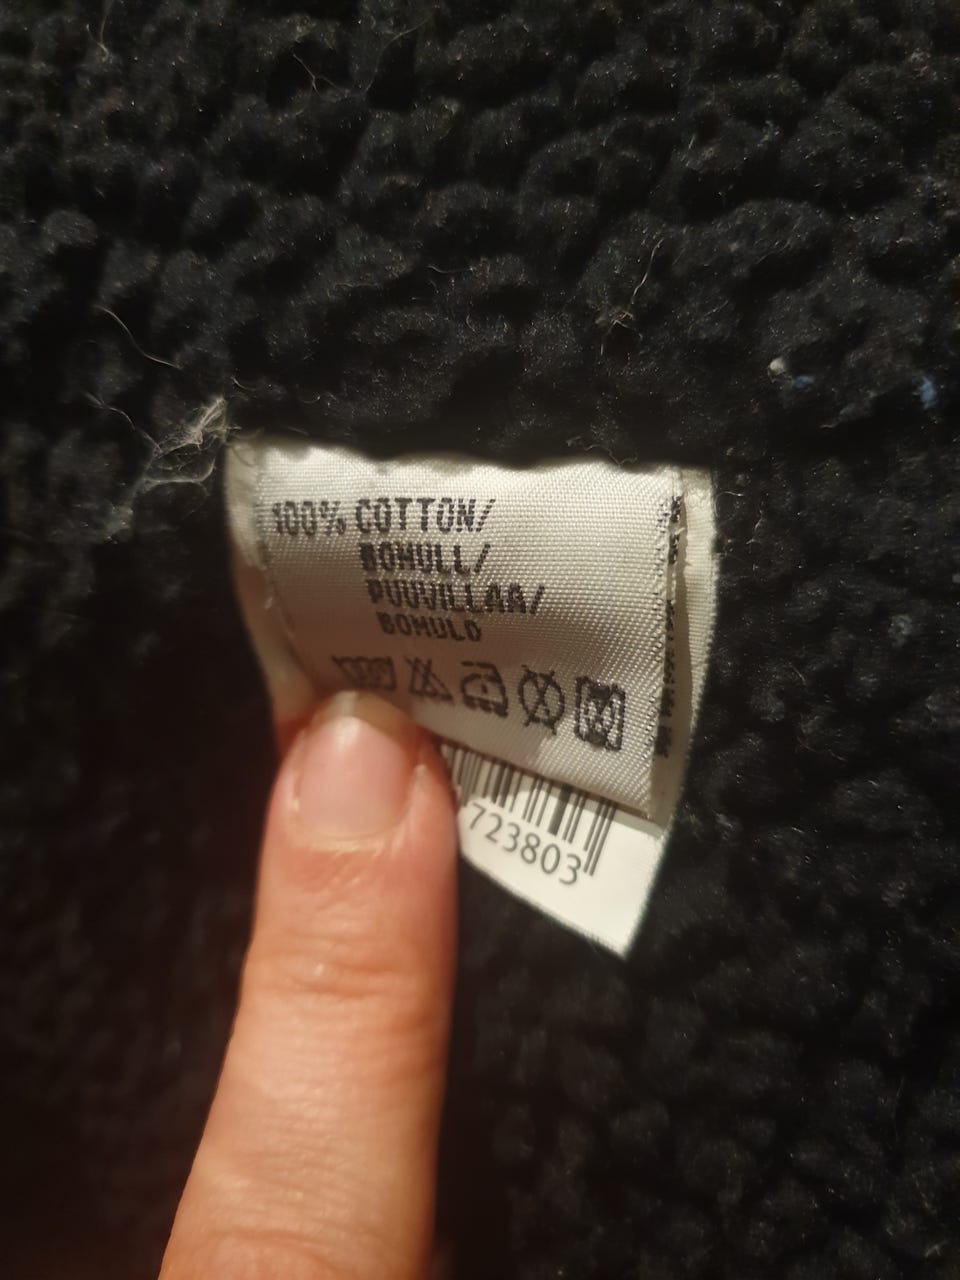 100% COTTON/
BOMULL/
PUUVILLAA/
BOMULD
723803